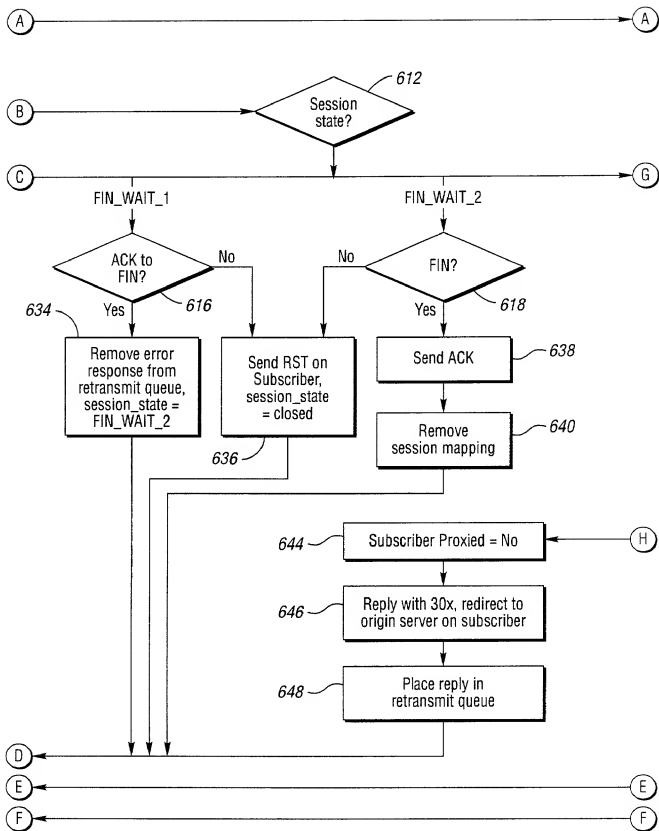 A
A
612
Session
state?
B
C
G
FIN_WAIT_1
FIN_WAIT_2
ACK to
FIN?
No
No
FIN?
616
618
Yes
Yes
634
Remove error
response from
retransmit queue,
session_state =
FIN_WAIT_2
Send RST on
Subscriber,
session_state
= closed
636
Send ACK
638
Remove
session mapping
640
644
Subscriber Proxied = No
H
646
Reply with 30x, redirect to
origin server on subscriber
648
Place reply in
retransmit queue
D
E
E
F
F